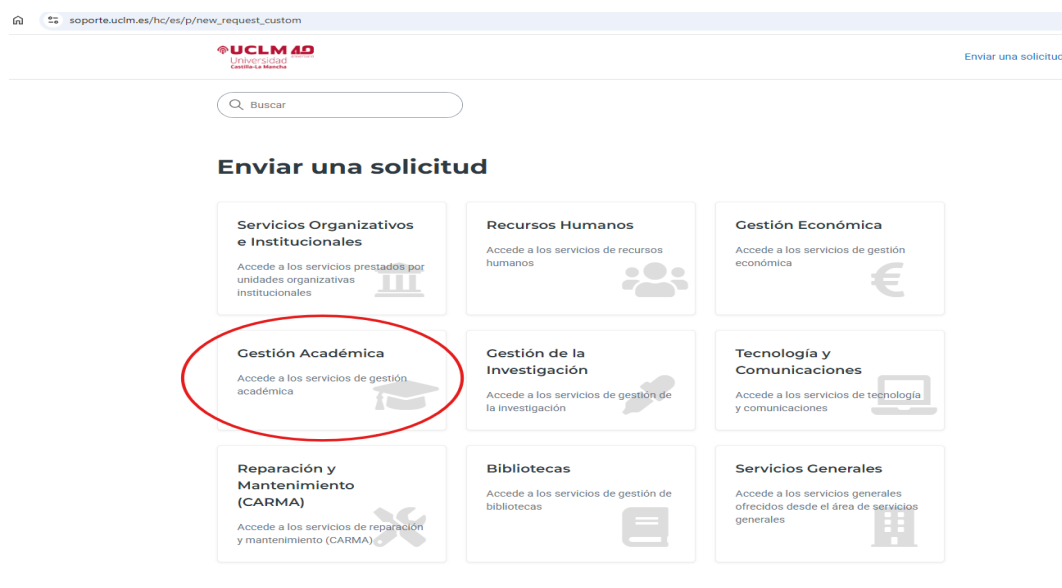 soporte.uclm.es/hc/es/p/new_request_custom
UCLM 40
Universidad
Castilla-La Mancha
Enviar una solicitud
Buscar
Enviar una solicitud
Servicios Organizativos
e Institucionales
Accede a los servicios prestados por
unidades organizativas
institucionales
Recursos Humanos
Accede a los servicios de recursos
humanos
Gestión Económica
Accede a los servicios de gestión
económica
Gestión Académica
Accede a los servicios de gestión
académica
Gestión de la
Investigación
Accede a los servicios de gestión de
la investigación
Tecnología y
Comunicaciones
Accede a los servicios de tecnología
y comunicaciones
Reparación y
Mantenimiento
(CARMA)
Accede a los servicios de reparación
y mantenimiento (CARMA)
Bibliotecas
Accede a los servicios de gestión de
bibliotecas
Servicios Generales
Accede a los servicios generales
ofrecidos desde el área de servicios
generales